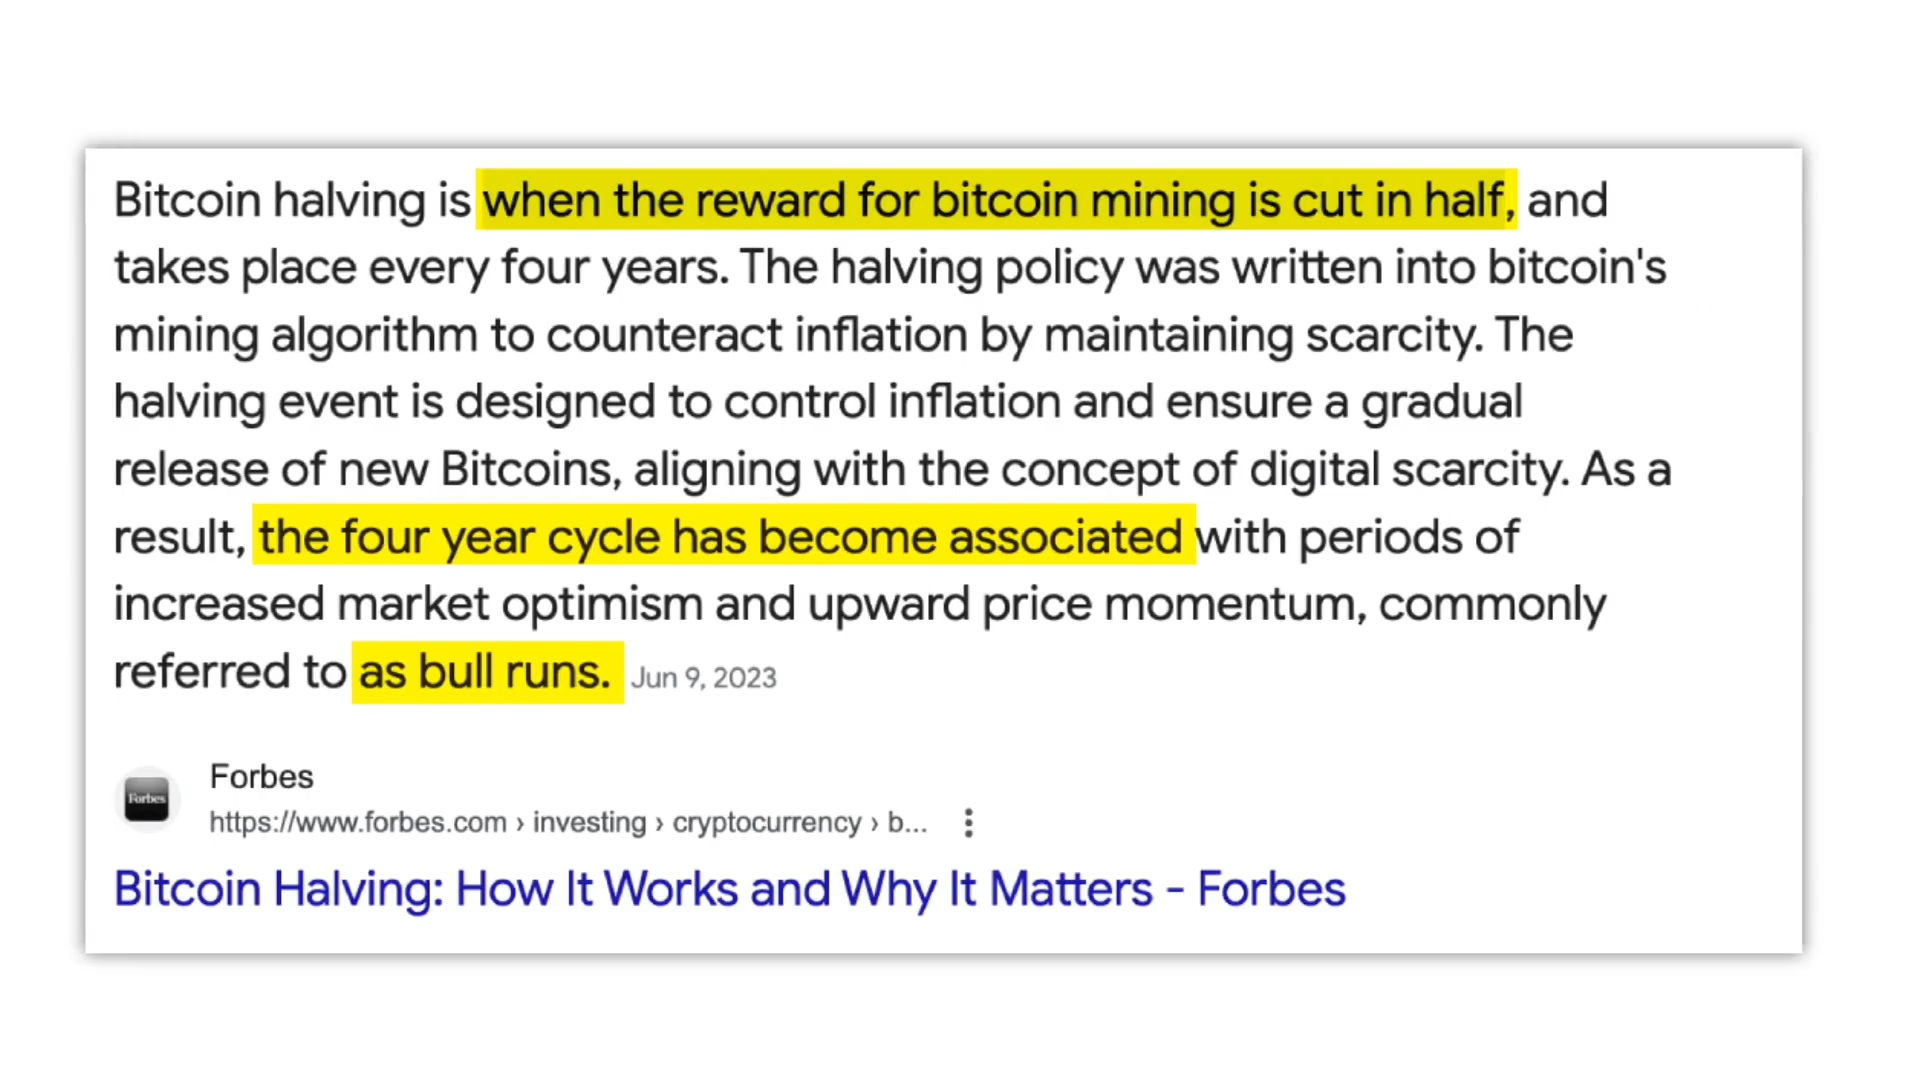 Bitcoin halving is when the reward for bitcoin mining is cut in half, and
takes place every four years. The halving policy was written into bitcoin's
mining algorithm to counteract inflation by maintaining scarcity. The
halving event is designed to control inflation and ensure a gradual
release of new Bitcoins, aligning with the concept of digital scarcity. As a
result, the four year cycle has become associated with periods of
increased market optimism and upward price momentum, commonly
referred to as bull runs. Jun 9, 2023
Forbes
Forbes
https://www.forbes.com › investing › cryptocurrency › b...
Bitcoin Halving: How It Works and Why It Matters - Forbes